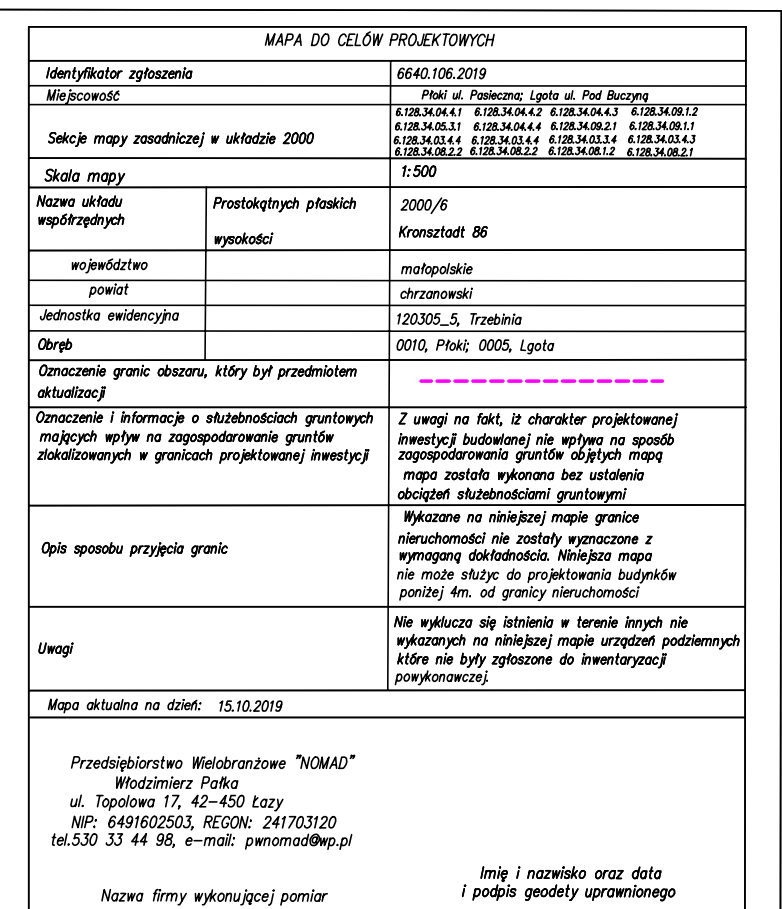 MAPA DO CELÓW PROJEKTOWYCH
Identyfikator zgłoszenia 6640.106.2019
Miejscowość Płoki ul. Pasieczna; Lgota ul. Pod Buczyną
Sekcje mapy zasadniczej w układzie 2000
6.128.34.04.4.1 6.128.34.04.4.2 6.128.34.04.4.3 6.128.34.09.1.2
6.128.34.05.3.1 6.128.34.04.4.4 6.128.34.09.2.1 6.128.34.09.1.1
6.128.34.03.4.4 6.128.34.03.4.4 6.128.34.03.3.4 6.128.34.03.4.3
6.128.34.08.2.2 6.128.34.08.2.2 6.128.34.08.1.2 6.128.34.08.2.1
Skala mapy 1:500
Nazwa układu
współrzędnych
Prostokątnych płaskich 2000/6
wysokości Kronsztadt 86
województwo małopolskie
powiat chrzanowski
Jednostka ewidencyjna 120305_5, Trzebinia
Obręb 0010, Płoki; 0005, Lgota
Oznaczenie granic obszaru, który był przedmiotem
aktualizacji
Oznaczenie i informacje o służebnościach gruntowych
mających wpływ na zagospodarowanie gruntów
zlokalizowanych w granicach projektowanej inwestycji
Z uwagi na fakt, iż charakter projektowanej
inwestycji budowlanej nie wpływa na sposób
zagospodarowania gruntów objętych mapą
mapa została wykonana bez ustalenia
obciążeń służebnościami gruntowymi
Opis sposobu przyjęcia granic
Wykazane na niniejszej mapie granice
nieruchomości nie zostały wyznaczone z
wymaganą dokładnościa. Niniejsza mapa
nie może służyc do projektowania budynków
poniżej 4m. od granicy nieruchomości
Uwagi
Nie wyklucza się istnienia w terenie innych nie
wykazanych na niniejszej mapie urządzeń podziemnych
które nie były zgłoszone do inwentaryzacji
powykonawczej.
Mapa aktualna na dzień: 15.10.2019
Przedsiębiorstwo Wielobranżowe "NOMAD"
Włodzimierz Pałka
ul. Topolowa 17, 42-450 Łazy
NIP: 6491602503, REGON: 241703120
tel.530 33 44 98, e-mail: pwnomad@wp.pl
Nazwa firmy wykonującej pomiar
Imię i nazwisko oraz data
i podpis geodety uprawnionego